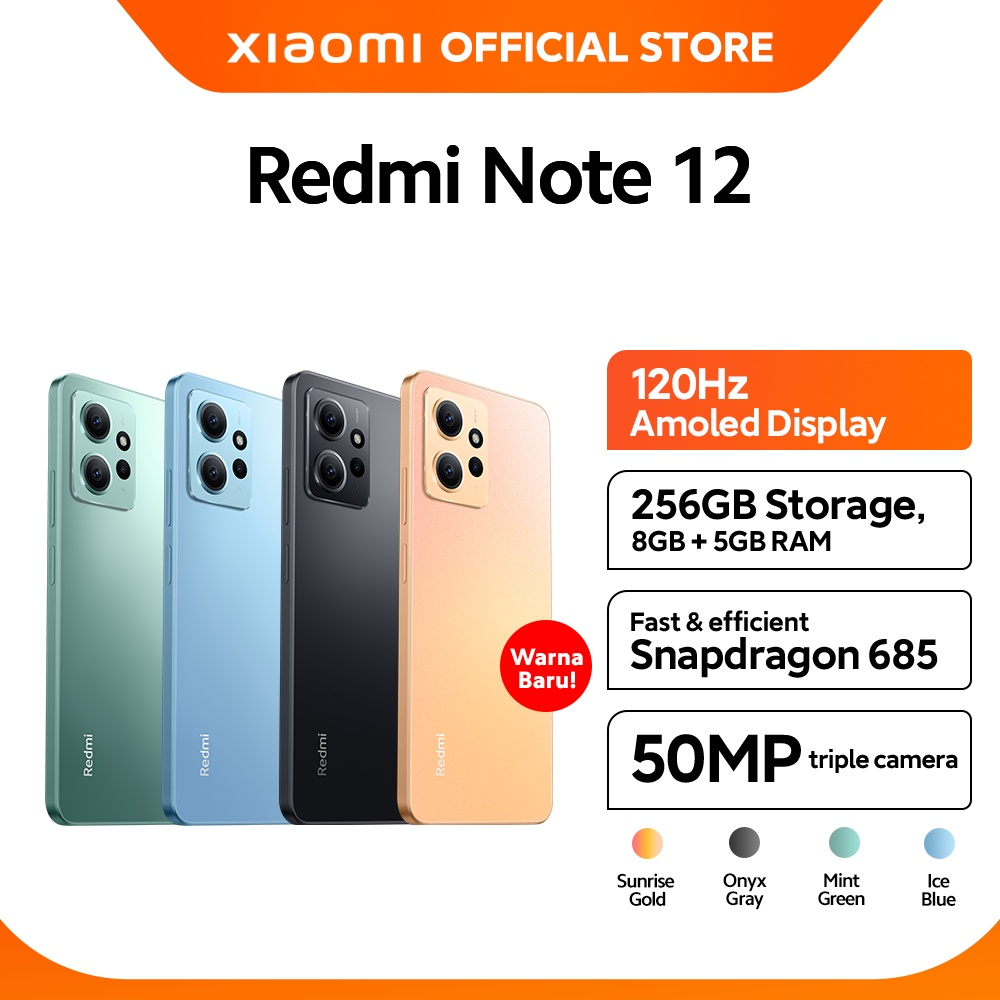 xiaomi OFFICIAL STORE
Redmi Note 12
120Hz
Amoled Display
256GB Storage,
8GB + 5GB RAM
Fast & efficient
Snapdragon 685
50MP triple camera
Warna
Baru!
Redmi
Redmi
Redmi
Redmi
Sunrise
Gold
Onyx
Gray
Mint
Green
Ice
Blue